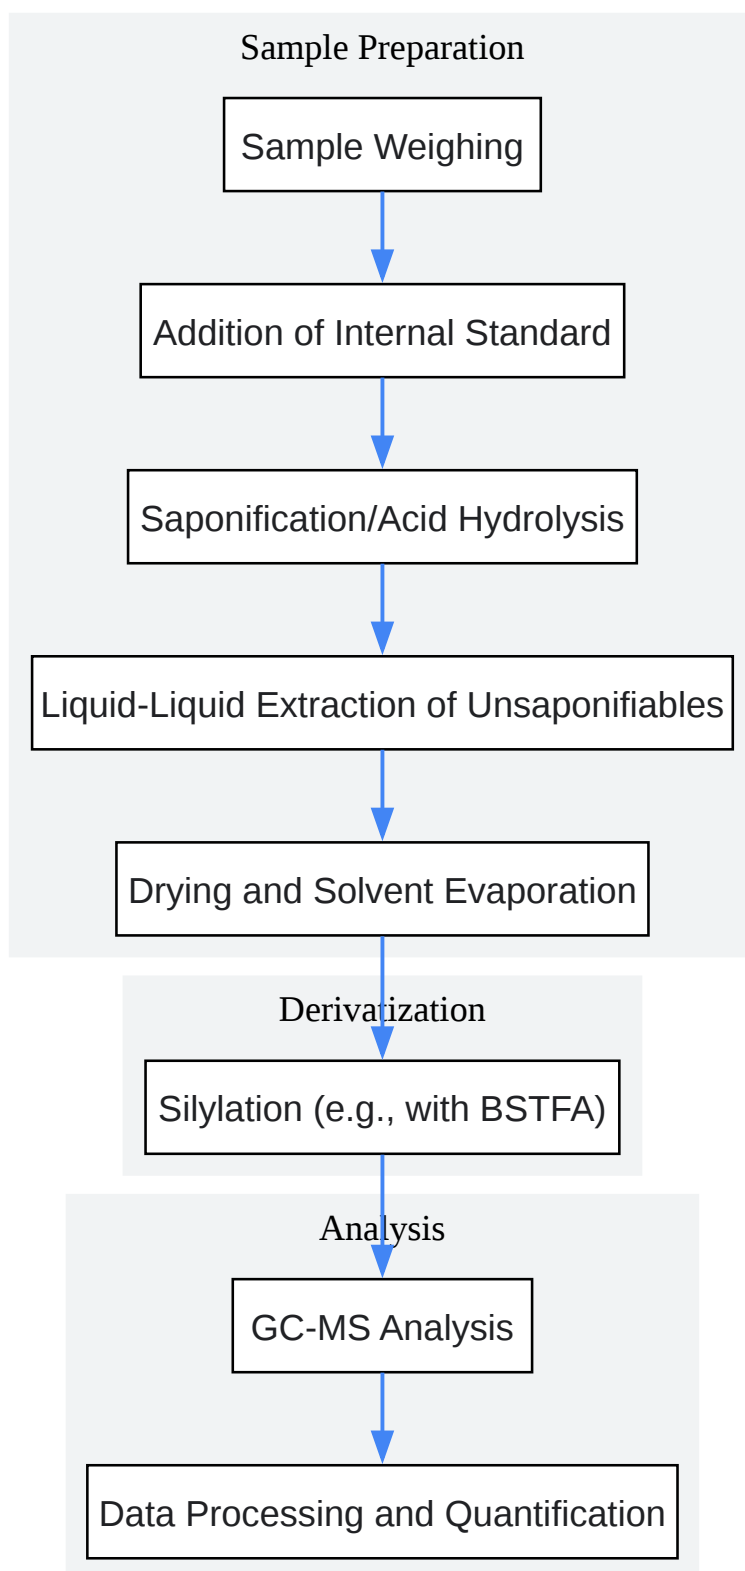 Sample Preparation
Sample Weighing
Addition of Internal Standard
Saponification/Acid Hydrolysis
Liquid-Liquid Extraction of Unsaponifiables
Drying and Solvent Evaporation
Derivatization
Silylation (e.g., with BSTFA)
Analysis
GC-MS Analysis
Data Processing and Quantification